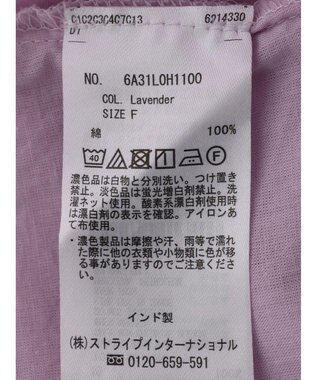 C1C2C3C4C7C13 6214330
D1
NO. 6A31L0H1100
COL. Lavender
SIZE F
綿 100%
40 F
濃色品は白物と分別洗い。つけ置き
禁止。淡色品は蛍光増白剤禁止。洗
濯ネット使用。酸素系漂白剤使用時
は漂白剤の表示を確認。アイロンあ
て布使用。
・濃色製品は摩擦や汗、雨等で濡れ
た際に他の衣類や小物類に色が移
る事がありますのでご注意くださ
い。
インド製
(株)ストライプインターナショナル
0120-659-591